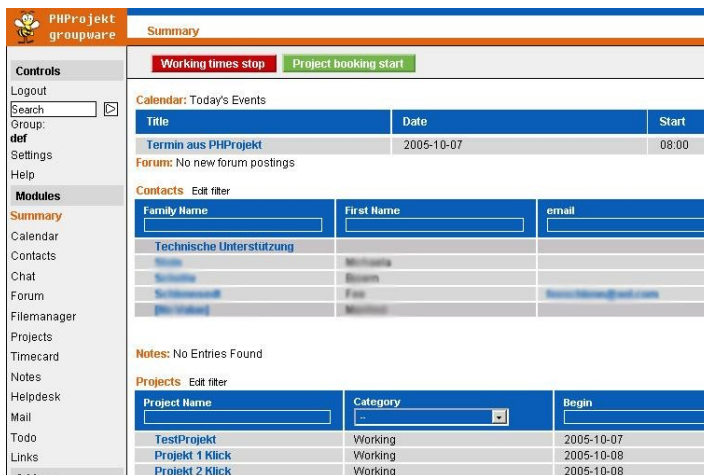 PHProjekt
groupware
Summary
Controls
Logout
Search
Group:
def
Settings
Help
Modules
Summary
Calendar
Contacts
Chat
Forum
Filemanager
Projects
Timecard
Notes
Helpdesk
Mail
Todo
Links
Working times stop Project booking start
Calendar: Today's Events
Title Date Start
Termin aus PHProjekt 2005-10-07 08:00
Forum: No new forum postings
Contacts Edit filter
Family Name First Name email
Technische Unterstützung
Notes: No Entries Found
Projects Edit filter
Project Name Category Begin
--
TestProjekt Working 2005-10-07
Projekt 1 Klick Working 2005-10-08
Projekt 2 Klick Working 2005-10-08